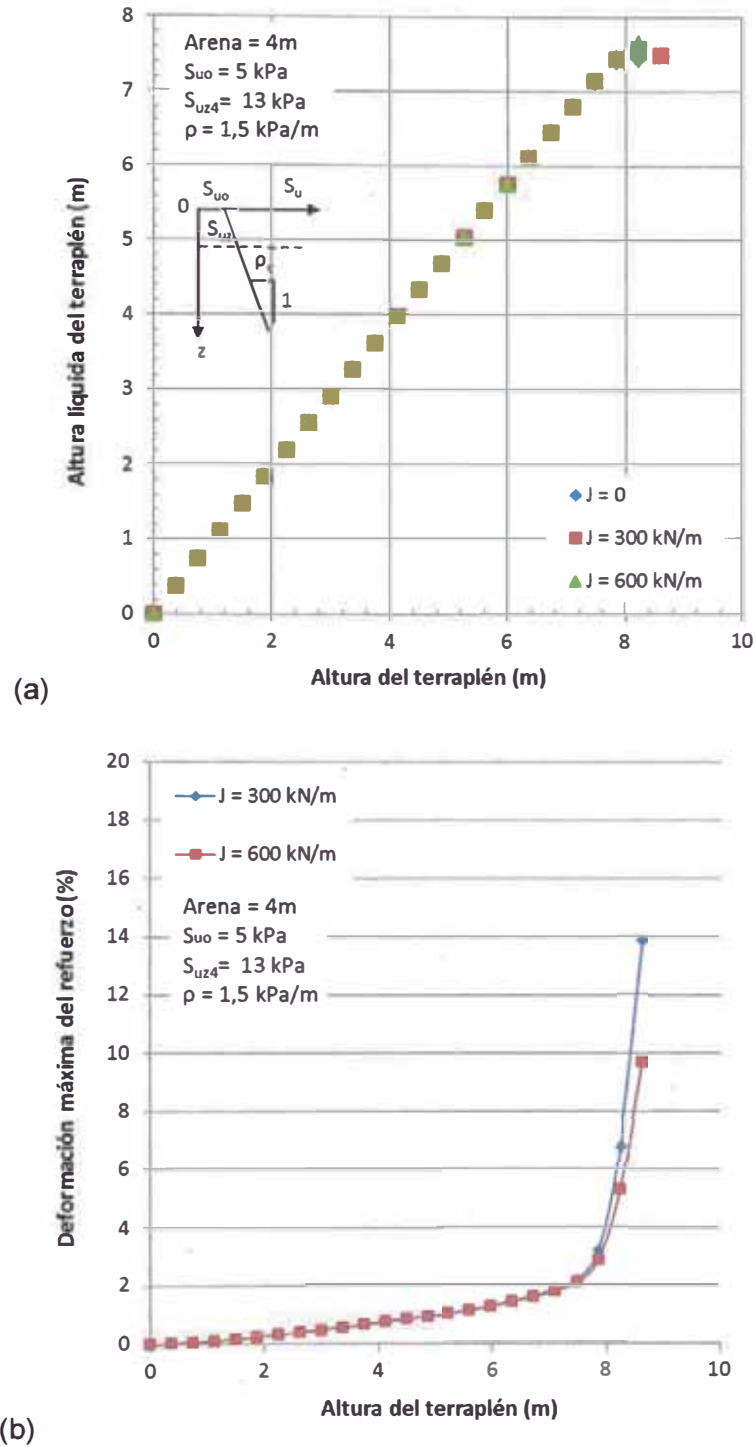 Altura líquida del terraplén (m)
8
7
6
5
4
3
2
1
0
Arena = 4m
Suo = 5 kPa
Suz4= 13 kPa
ρ = 1,5 kPa/m
0
Suo
Su
ρ
1
z
J = 0
J = 300 kN/m
J = 600 kN/m
0 2 4 6 8 10
Altura del terraplén (m)
(a)
Deformación máxima del refuerzo(%)
20
18
16
14
12
10
8
6
4
2
0
J = 300 kN/m
J = 600 kN/m
Arena = 4m
Suo = 5 kPa
Suz4= 13 kPa
ρ = 1,5 kPa/m
0 2 4 6 8 10
Altura del terraplén (m)
(b)